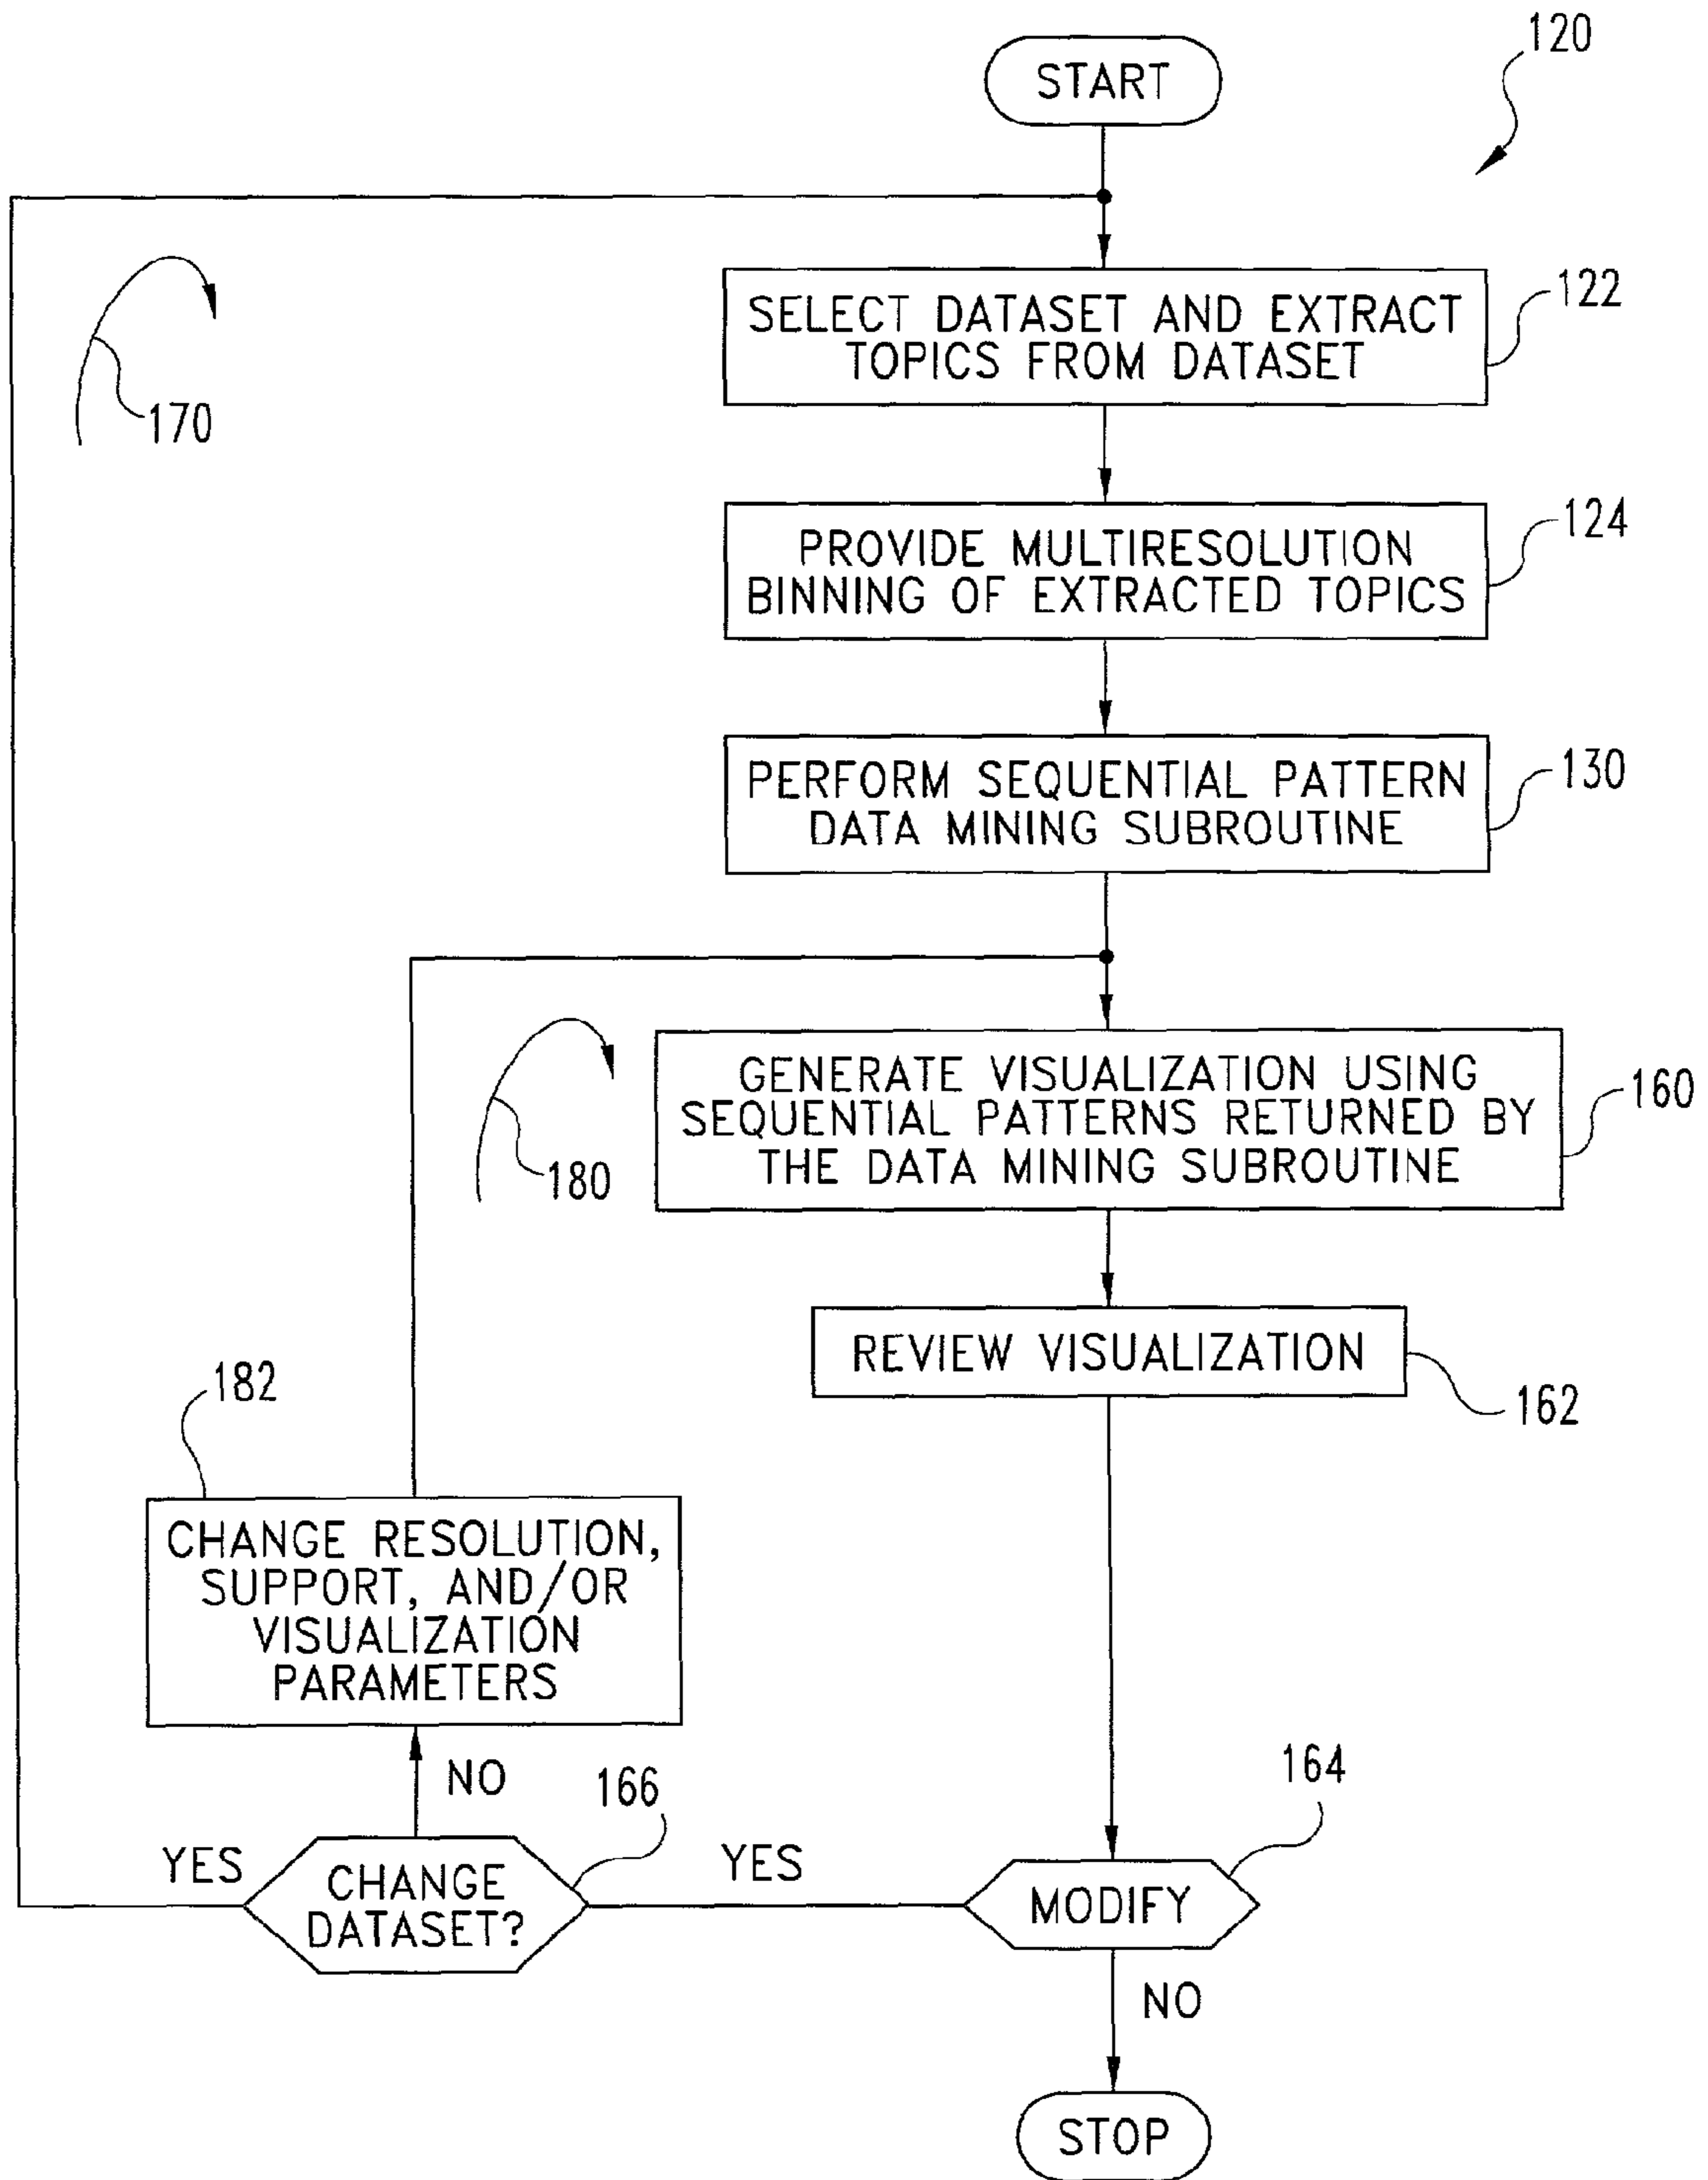 120
START
SELECT DATASET AND EXTRACT
TOPICS FROM DATASET
122
170
PROVIDE MULTIRESOLUTION
BINNING OF EXTRACTED TOPICS
124
PERFORM SEQUENTIAL PATTERN
DATA MINING SUBROUTINE
130
GENERATE VISUALIZATION USING
SEQUENTIAL PATTERNS RETURNED BY
THE DATA MINING SUBROUTINE
160
180
REVIEW VISUALIZATION
162
182
CHANGE RESOLUTION,
SUPPORT, AND/OR
VISUALIZATION
PARAMETERS
NO
166
164
YES
CHANGE
DATASET?
YES
MODIFY
NO
STOP